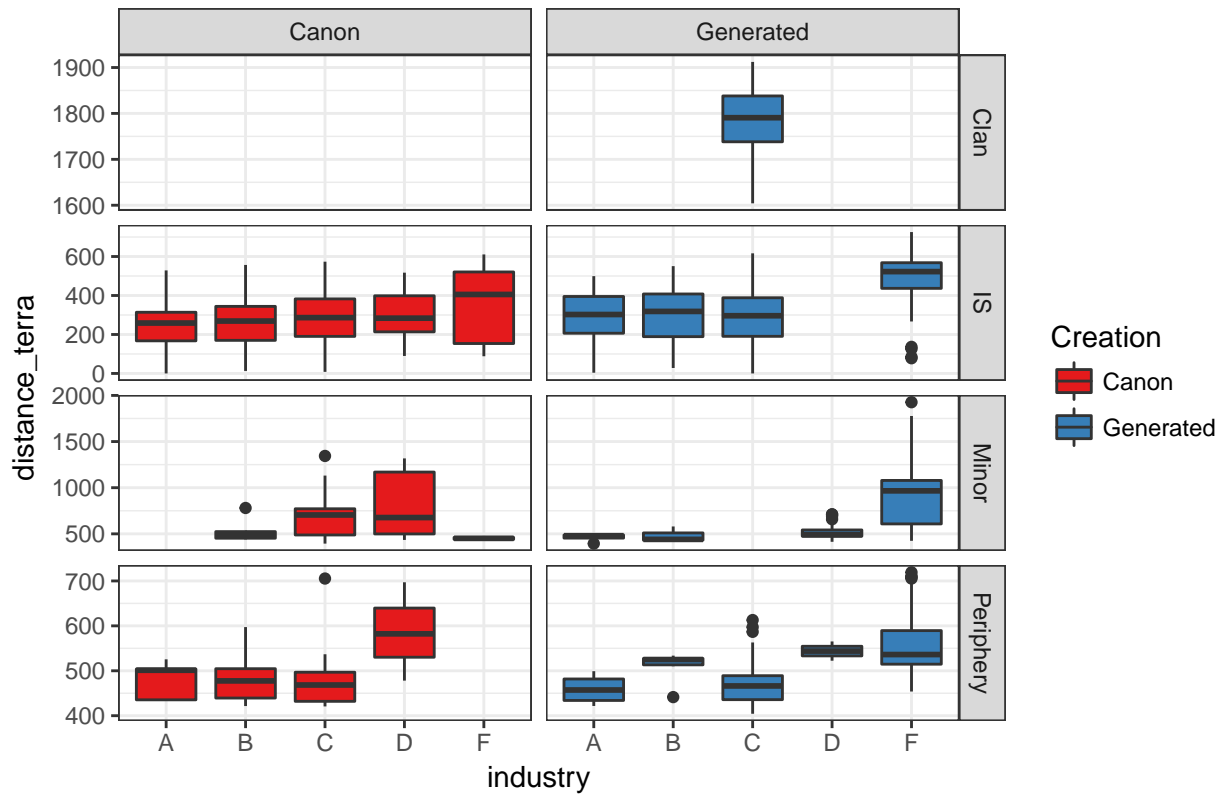 Canon Generated
1900
1800
1700
1600
Clan
600
400
200
0
IS
2000
1500
1000
500
Minor
700
600
500
400
Periphery
A B C D F A B C D F
industry
distance_terra
Creation
Canon
Generated